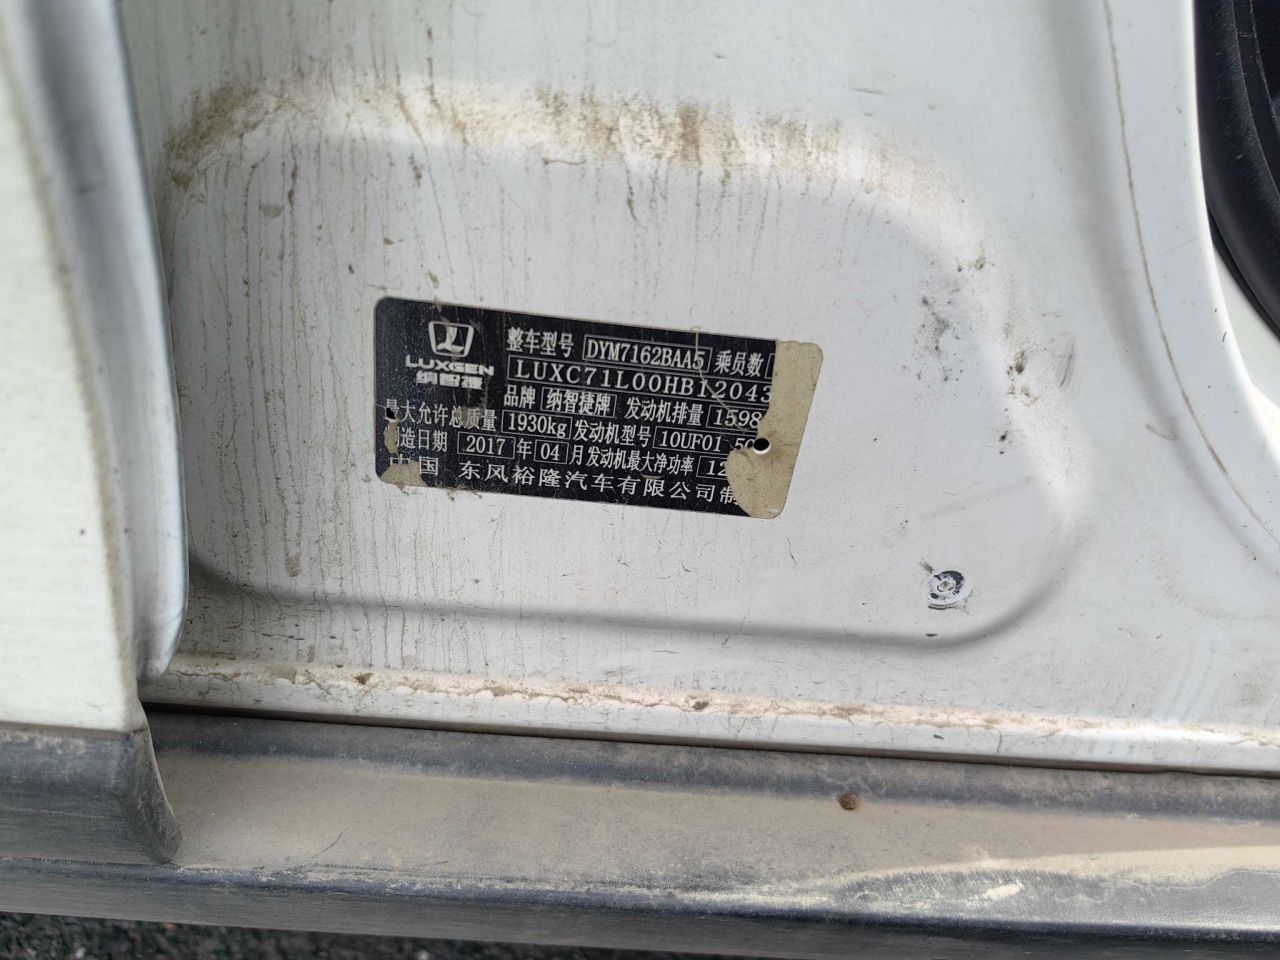 LUXGEN
纳智捷
整车型号 DYM7162BAA5 乘员数
LUXC71L00HB12043
品牌 纳智捷牌 发动机排量 1598
最大允许总质量 1930kg 发动机型号 10UF01
制造日期 2017 年 04 月 发动机最大净功率 12
中国 东风裕隆汽车有限公司制